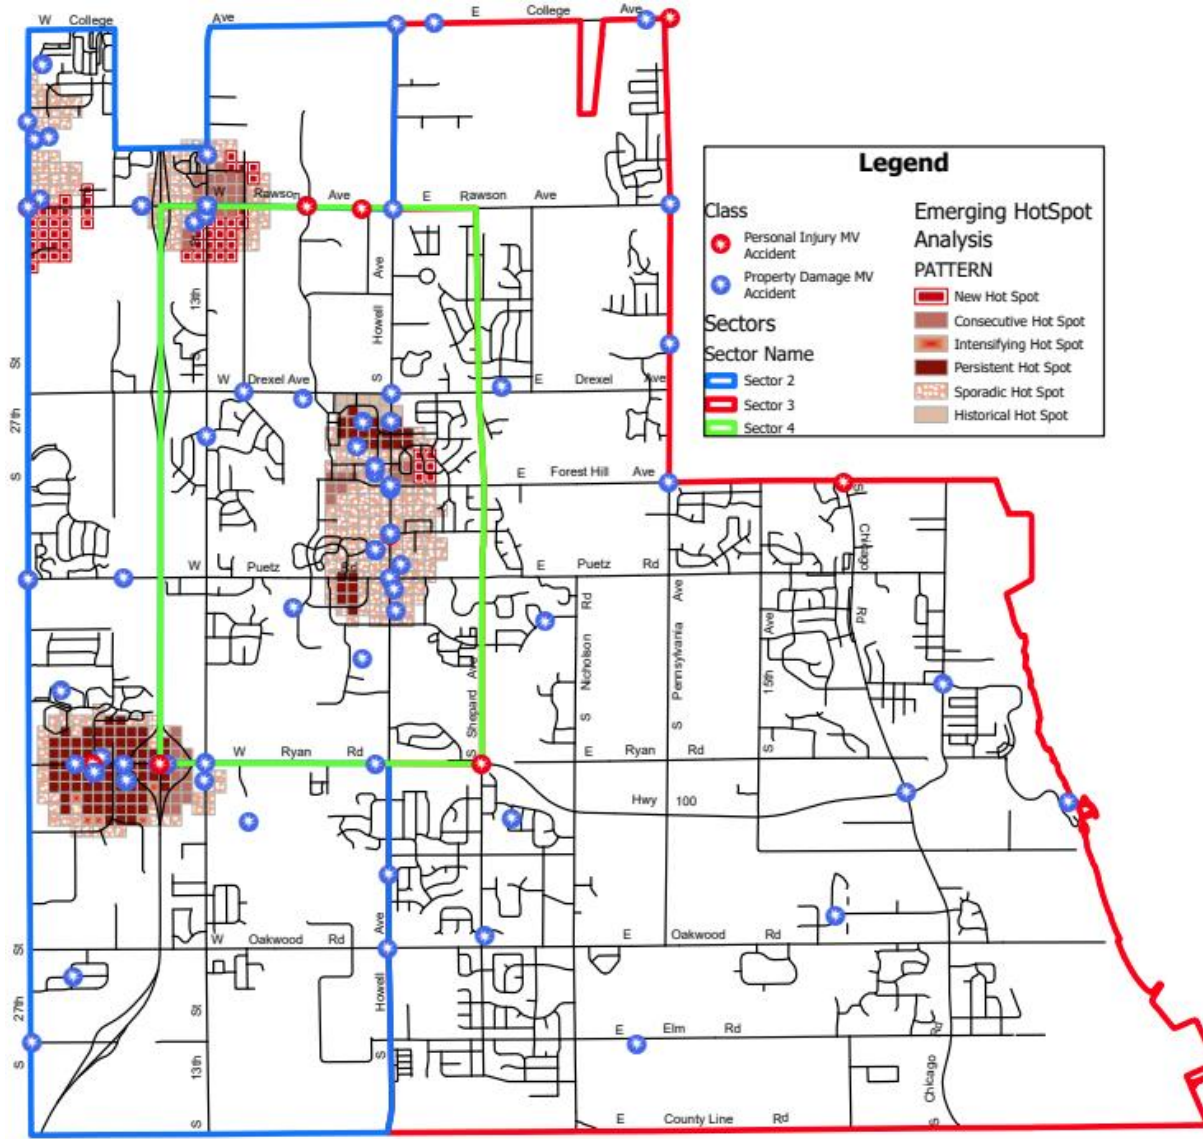 W College Ave
E College Ave
W Rawson Ave
E Rawson Ave
13th
S Howell Ave
S 27th St
W Drexel Ave
E Drexel Ave
E Forest Hill Ave
W Puetz Rd
E Puetz Rd
S Chicago Rd
S Nicholson Rd
S Pennsylvania Ave
S 15th Ave
S Shepard Ave
W Ryan Rd
E Ryan Rd
Hwy 100
W Oakwood Rd
E Oakwood Rd
S Howell Ave
S 27th St
S 13th St
E Elm Rd
S Chicago Rd
E County Line Rd
Legend
Class
Personal Injury MV
Accident
Property Damage MV
Accident
Sectors
Sector Name
Sector 2
Sector 3
Sector 4
Emerging HotSpot
Analysis
PATTERN
New Hot Spot
Consecutive Hot Spot
Intensifying Hot Spot
Persistent Hot Spot
Sporadic Hot Spot
Historical Hot Spot